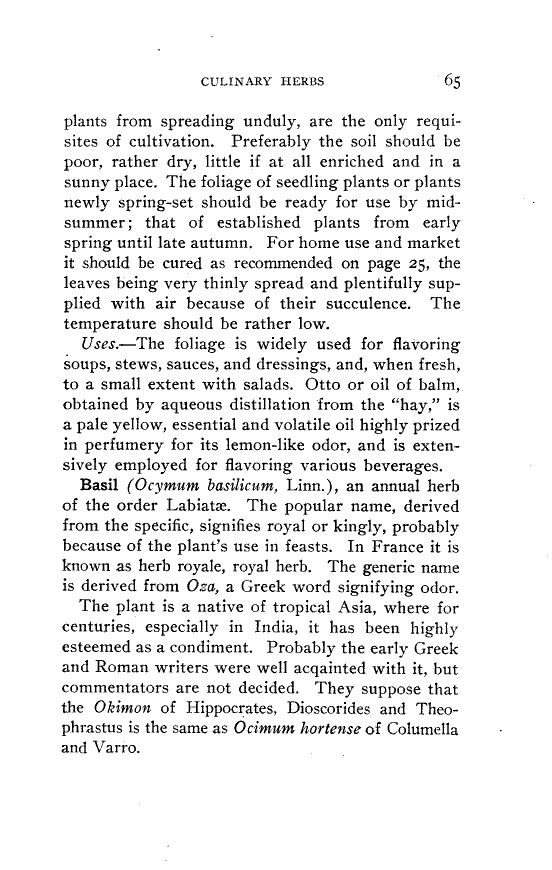 CULINARY HERBS 65
plants from spreading unduly, are the only requi-
sites of cultivation. Preferably the soil should be
poor, rather dry, little if at all enriched and in a
sunny place. The foliage of seedling plants or plants
newly spring-set should be ready for use by mid-
summer; that of established plants from early
spring until late autumn. For home use and market
it should be cured as recommended on page 25, the
leaves being very thinly spread and plentifully sup-
plied with air because of their succulence. The
temperature should be rather low.
Uses.—The foliage is widely used for flavoring
soups, stews, sauces, and dressings, and, when fresh,
to a small extent with salads. Otto or oil of balm,
obtained by aqueous distillation from the "hay," is
a pale yellow, essential and volatile oil highly prized
in perfumery for its lemon-like odor, and is exten-
sively employed for flavoring various beverages.
Basil (Ocymum basilicum, Linn.), an annual herb
of the order Labiatæ. The popular name, derived
from the specific, signifies royal or kingly, probably
because of the plant's use in feasts. In France it is
known as herb royale, royal herb. The generic name
is derived from Oza, a Greek word signifying odor.
The plant is a native of tropical Asia, where for
centuries, especially in India, it has been highly
esteemed as a condiment. Probably the early Greek
and Roman writers were well acqainted with it, but
commentators are not decided. They suppose that
the Okimon of Hippocrates, Dioscorides and Theo-
phrastus is the same as Ocimum hortense of Columella
and Varro.